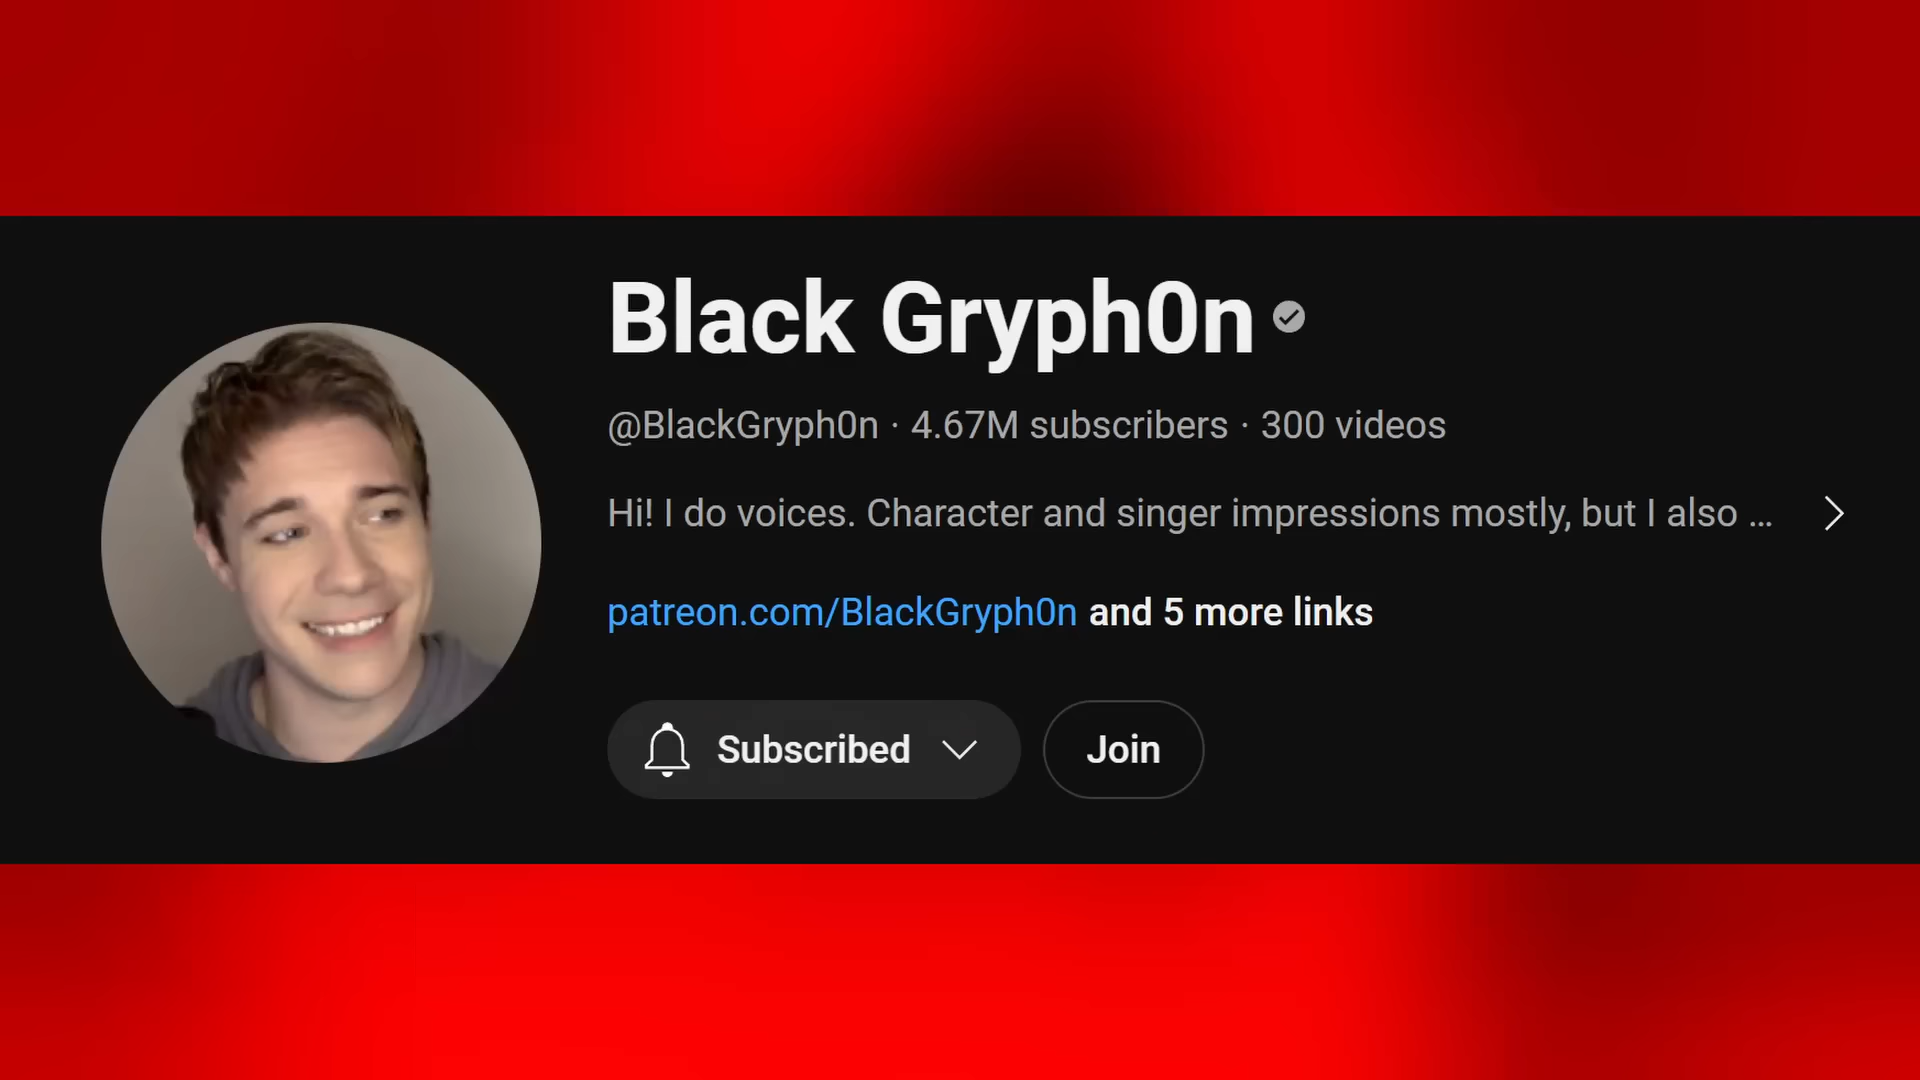 Black Gryph0n
@BlackGryph0n · 4.67M subscribers · 300 videos
Hi! I do voices. Character and singer impressions mostly, but I also ...
patreon.com/BlackGryph0n and 5 more links
Subscribed
Join